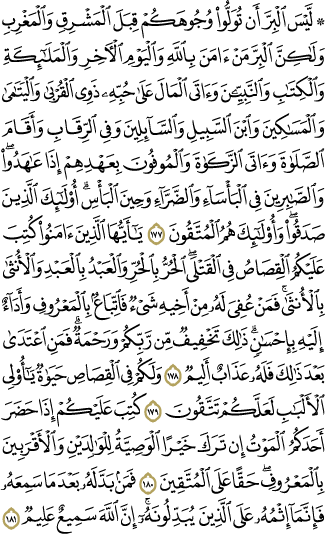 * لَّيۡسَ ٱلۡبِرَّ أَن تُوَلُّواْ وُجُوهَكُمۡ قِبَلَ ٱلۡمَشۡرِقِ وَٱلۡمَغۡرِبِ
وَلَٰكِنَّ ٱلۡبِرَّ مَنۡ ءَامَنَ بِٱللَّهِ وَٱلۡيَوۡمِ ٱلۡأٓخِرِ وَٱلۡمَلَٰٓئِكَةِ
وَٱلۡكِتَٰبِ وَٱلنَّبِيِّـۧنَ وَءَاتَى ٱلۡمَالَ عَلَىٰ حُبِّهِۦ ذَوِي ٱلۡقُرۡبَىٰ وَٱلۡيَتَٰمَىٰ
وَٱلۡمَسَٰكِينَ وَٱبۡنَ ٱلسَّبِيلِ وَٱلسَّآئِلِينَ وَفِي ٱلرِّقَابِ وَأَقَامَ
ٱلصَّلَوٰةَ وَءَاتَى ٱلزَّكَوٰةَ وَٱلۡمُوفُونَ بِعَهۡدِهِمۡ إِذَا عَٰهَدُواْۖ
وَٱلصَّٰبِرِينَ فِي ٱلۡبَأۡسَآءِ وَٱلضَّرَّآءِ وَحِينَ ٱلۡبَأۡسِۗ أُوْلَٰٓئِكَ ٱلَّذِينَ
صَدَقُواْۖ وَأُوْلَٰٓئِكَ هُمُ ٱلۡمُتَّقُونَ ١٧٧ يَٰٓأَيُّهَا ٱلَّذِينَ ءَامَنُواْ كُتِبَ
عَلَيۡكُمُ ٱلۡقِصَاصُ فِي ٱلۡقَتۡلَىۖ ٱلۡحُرُّ بِٱلۡحُرِّ وَٱلۡعَبۡدُ بِٱلۡعَبۡدِ وَٱلۡأُنثَىٰ
بِٱلۡأُنثَىٰۚ فَمَنۡ عُفِيَ لَهُۥ مِنۡ أَخِيهِ شَيۡءٞ فَٱتِّبَاعُۢ بِٱلۡمَعۡرُوفِ وَأَدَآءٌ
إِلَيۡهِ بِإِحۡسَٰنٖۗ ذَٰلِكَ تَخۡفِيفٞ مِّن رَّبِّكُمۡ وَرَحۡمَةٞۗ فَمَنِ ٱعۡتَدَىٰ
بَعۡدَ ذَٰلِكَ فَلَهُۥ عَذَابٌ أَلِيمٞ ١٧٨ وَلَكُمۡ فِي ٱلۡقِصَاصِ حَيَوٰةٞ يَٰٓأُوْلِي
ٱلۡأَلۡبَٰبِ لَعَلَّكُمۡ تَتَّقُونَ ١٧٩ كُتِبَ عَلَيۡكُمۡ إِذَا حَضَرَ
أَحَدَكُمُ ٱلۡمَوۡتُ إِن تَرَكَ خَيۡرًا ٱلۡوَصِيَّةُ لِلۡوَٰلِدَيۡنِ وَٱلۡأَقۡرَبِينَ
بِٱلۡمَعۡرُوفِۖ حَقًّا عَلَى ٱلۡمُتَّقِينَ ١٨٠ فَمَنۢ بَدَّلَهُۥ بَعۡدَ مَا سَمِعَهُۥ
فَإِنَّمَآ إِثۡمُهُۥ عَلَى ٱلَّذِينَ يُبَدِّلُونَهُۥٓۚ إِنَّ ٱللَّهَ سَمِيعٌ عَلِيمٞ ١٨١